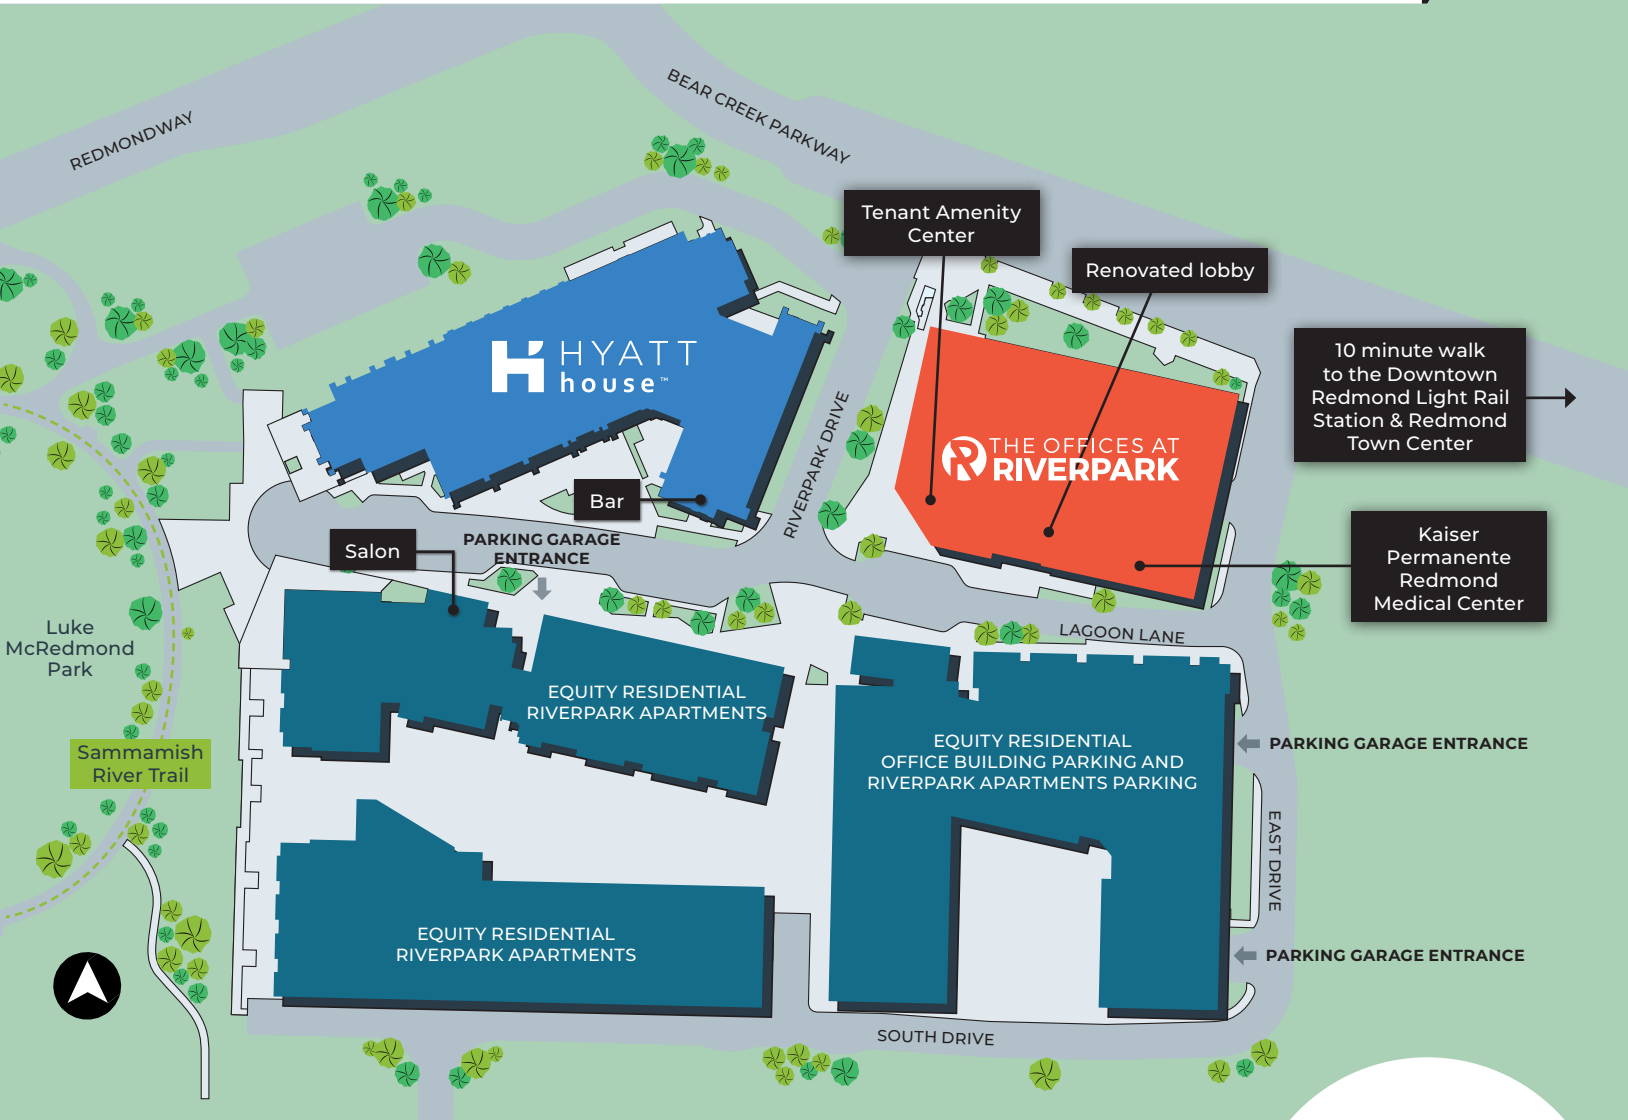 REDMONDWAY
BEAR CREEK PARKWAY
Tenant Amenity
Center
Renovated lobby
10 minute walk
to the Downtown
Redmond Light Rail
Station & Redmond
Town Center
HYATT
house™
RIVERPARK DRIVE
THE OFFICES AT
RIVERPARK
Bar
Salon
PARKING GARAGE
ENTRANCE
Kaiser
Permanente
Redmond
Medical Center
Luke
McRedmond
Park
LAGOON LANE
EQUITY RESIDENTIAL
RIVERPARK APARTMENTS
Sammamish
River Trail
EQUITY RESIDENTIAL
OFFICE BUILDING PARKING AND
RIVERPARK APARTMENTS PARKING
PARKING GARAGE ENTRANCE
EAST DRIVE
EQUITY RESIDENTIAL
RIVERPARK APARTMENTS
PARKING GARAGE ENTRANCE
SOUTH DRIVE